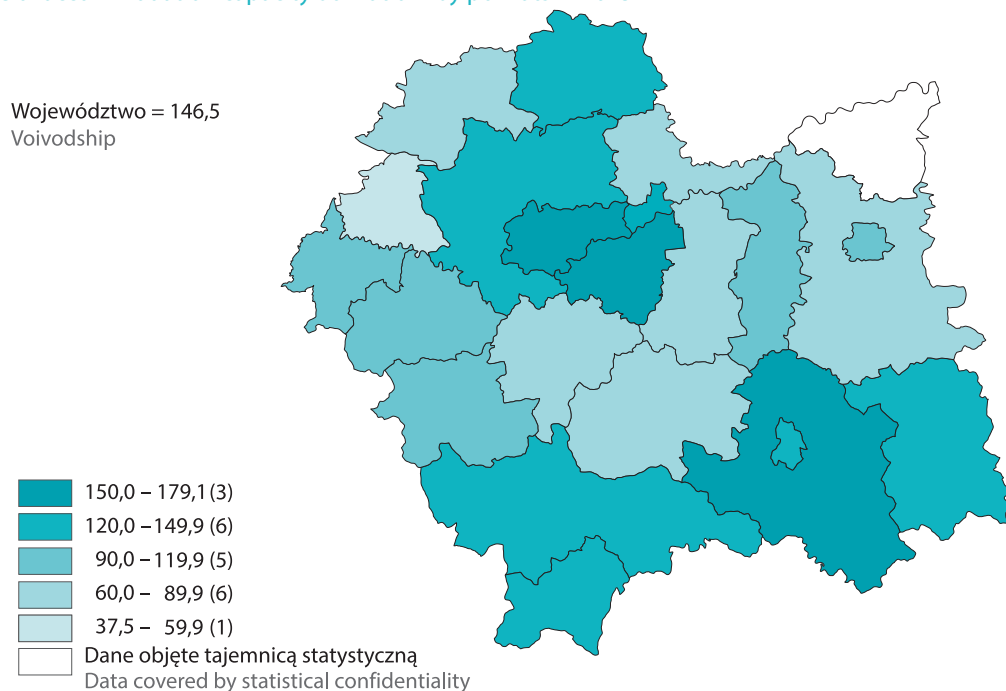 Województwo = 146,5
Voivodship
150,0 – 179,1 (3)
120,0 – 149,9 (6)
90,0 – 119,9 (5)
60,0 – 89,9 (6)
37,5 – 59,9 (1)
Dane objęte tajemnicą statystyczną
Data covered by statistical confidentiality